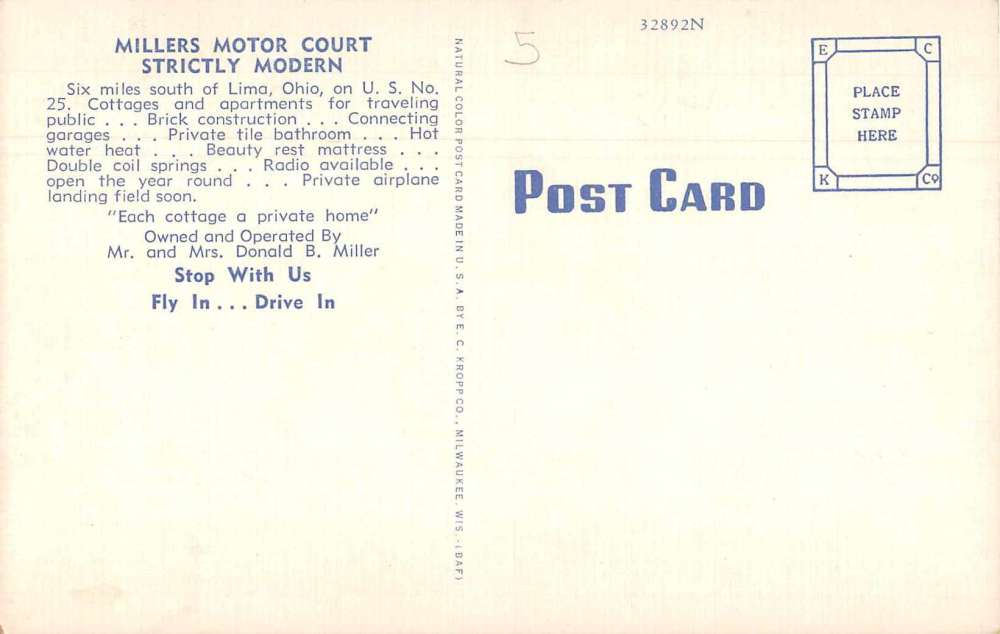 MILLERS MOTOR COURT
STRICTLY MODERN
Six miles south of Lima, Ohio, on U. S. No.
25. Cottages and apartments for traveling
public . . . Brick construction . . . Connecting
garages . . . Private tile bathroom . . . Hot
water heat . . . Beauty rest mattress . . .
Double coil springs . . . Radio available . . .
open the year round . . . Private airplane
landing field soon.
"Each cottage a private home"
Owned and Operated By
Mr. and Mrs. Donald B. Miller
Stop With Us
Fly In . . . Drive In
NATURAL COLOR POST CARD MADE IN U. S. A. BY E. C. KROPP CO., MILWAUKEE, WIS.-(BAF)
5
32892N
POST CARD
E C
PLACE
STAMP
HERE
K Co